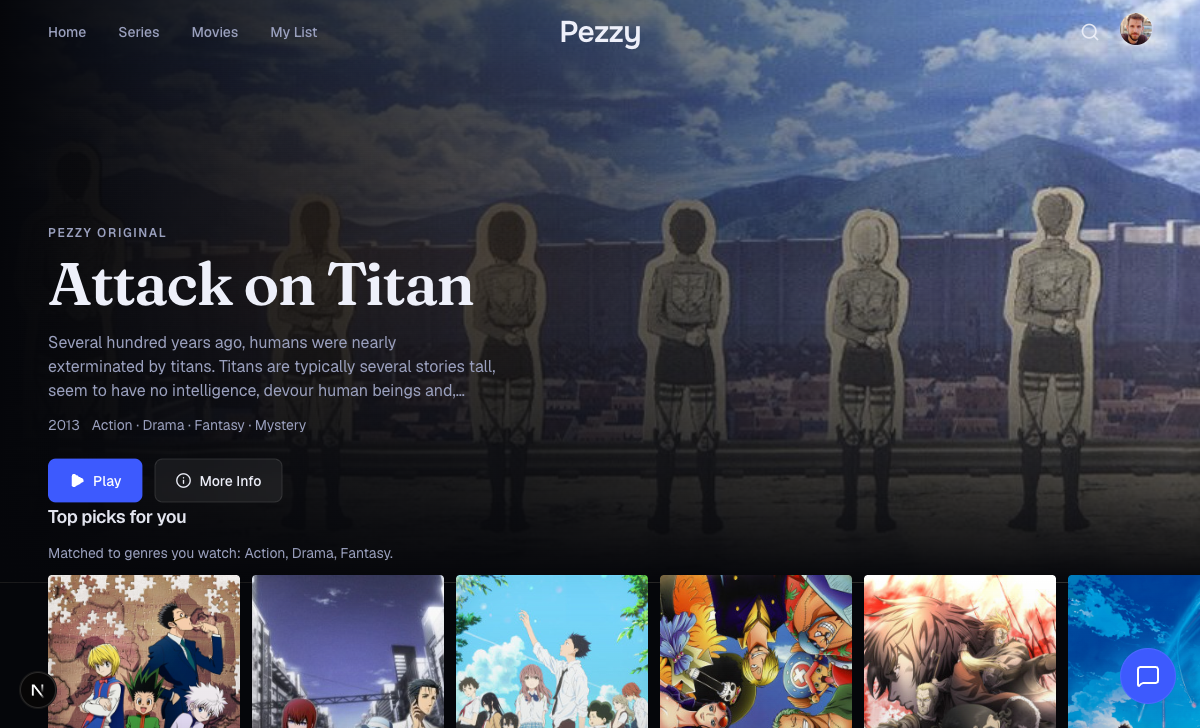 Home Series Movies My List Pezzy
PEZZY ORIGINAL
Attack on Titan
Several hundred years ago, humans were nearly
exterminated by titans. Titans are typically several stories tall,
seem to have no intelligence, devour human beings and,...
2013 Action · Drama · Fantasy · Mystery
Play More Info
Top picks for you
Matched to genres you watch: Action, Drama, Fantasy.
N